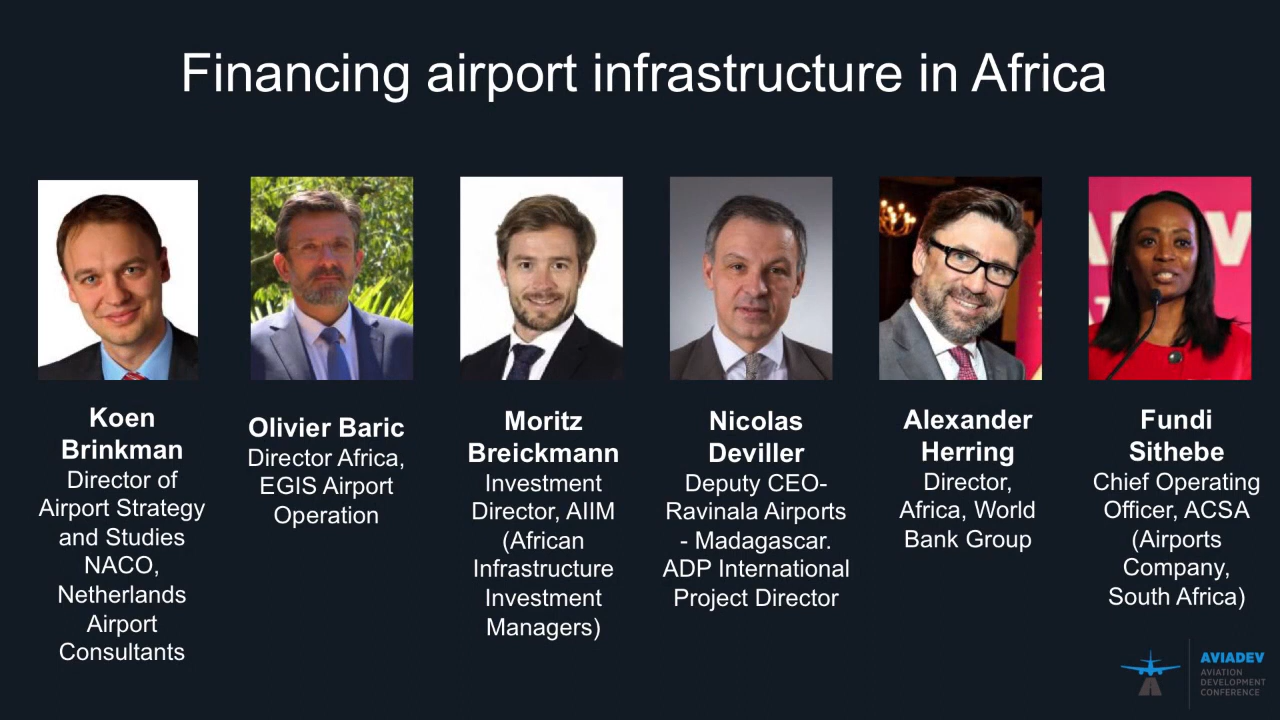 Financing airport infrastructure in Africa
Koen
Brinkman
Director of
Airport Strategy
and Studies
NACO,
Netherlands
Airport
Consultants
Olivier Baric
Director Africa,
EGIS Airport
Operation
Moritz
Breickmann
Investment
Director, AIIM
(African
Infrastructure
Investment
Managers)
Nicolas
Deviller
Deputy CEO-
Ravinala Airports
- Madagascar.
ADP International
Project Director
Alexander
Herring
Director,
Africa, World
Bank Group
Fundi
Sithebe
Chief Operating
Officer, ACSA
(Airports
Company,
South Africa)
AVIADEV
AVIATION
DEVELOPMENT
CONFERENCE